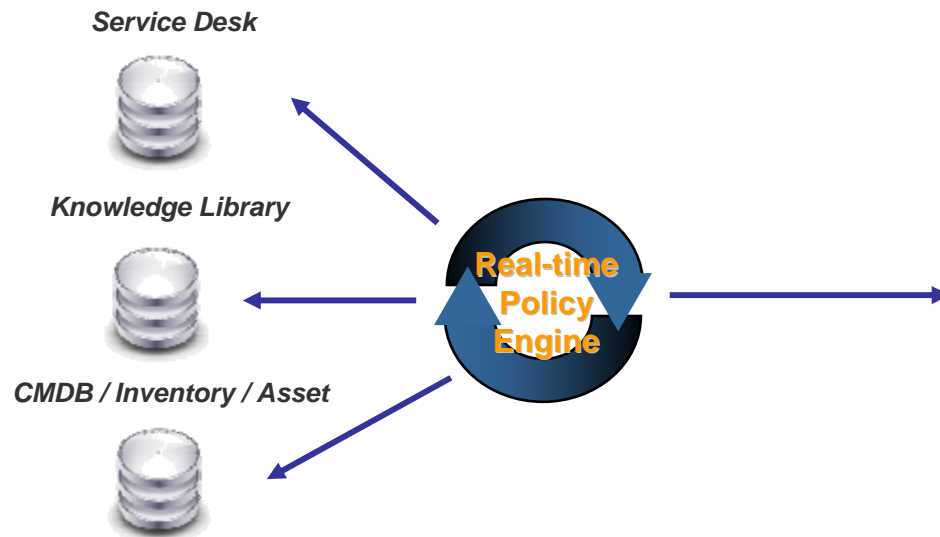 Service Desk
Knowledge Library
Real-time
Policy
Engine
CMDB / Inventory / Asset